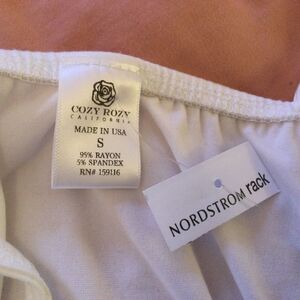 COZY ROZY
CALIFORNIA
MADE IN USA
S
95% RAYON
5% SPANDEX
RN# 159116
NORDSTROM rack